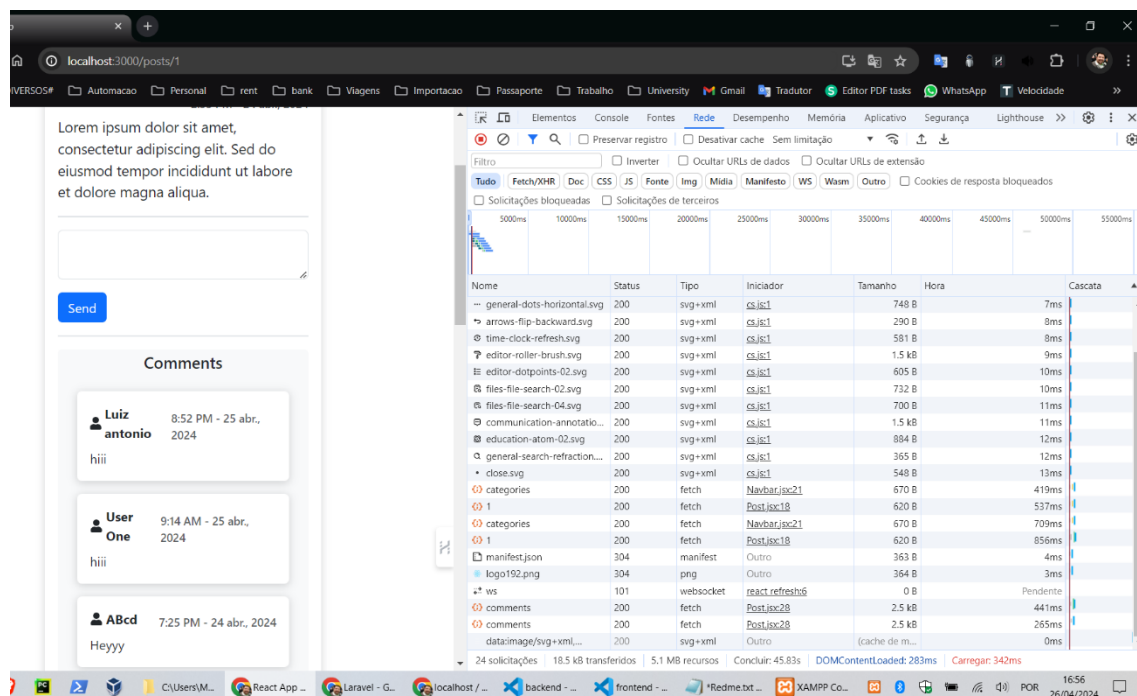 localhost:3000/posts/1
IVERSOS# Automacao Personal rent bank Viagens Importacao Passaporte Trabalho University Gmail Tradutor Editor PDF tasks WhatsApp Velocidade »
Lorem ipsum dolor sit amet,
consectetur adipiscing elit. Sed do
eiusmod tempor incididunt ut labore
et dolore magna aliqua.
Send
Comments
Luiz antonio
8:52 PM - 25 abr., 2024
hiii
User One
9:14 AM - 25 abr., 2024
hiii
ABcd 7:25 PM - 24 abr., 2024
Heyyy
Elements Console Fontes Rede Desempenho Memória Aplicativo Segurança Lighthouse »
Preservar registro Desativar cache Sem limitação
Filtro Inverter Ocultar URLs de dados Ocultar URLs de extensão
Tudo Fetch/XHR Doc CSS JS Fonte Img Mídia Manifesto WS Wasm Outro Cookies de resposta bloqueados
Solicitações bloqueadas Solicitações de terceiros
5000ms 10000ms 15000ms 20000ms 25000ms 30000ms 35000ms 40000ms 45000ms 50000ms 55000ms
Nome Status Tipo Iniciador Tamanho Hora Cascata
general-dots-horizontal.svg 200 svg+xml cs.js:1 748 B 7ms
arrows-flip-backward.svg 200 svg+xml cs.js:1 290 B 8ms
time-clock-refresh.svg 200 svg+xml cs.js:1 581 B 8ms
editor-roller-brush.svg 200 svg+xml cs.js:1 1.5 kB 9ms
editor-dotpoints-02.svg 200 svg+xml cs.js:1 605 B 10ms
files-file-search-02.svg 200 svg+xml cs.js:1 732 B 10ms
files-file-search-04.svg 200 svg+xml cs.js:1 700 B 11ms
communication-annotatio... 200 svg+xml cs.js:1 1.5 kB 11ms
education-atom-02.svg 200 svg+xml cs.js:1 884 B 12ms
general-search-refraction.... 200 svg+xml cs.js:1 365 B 12ms
close.svg 200 svg+xml cs.js:1 548 B 13ms
categories 200 fetch Navbar.jsx:21 670 B 419ms
1 200 fetch Post.jsx:18 620 B 537ms
categories 200 fetch Navbar.jsx:21 670 B 709ms
1 200 fetch Post.jsx:18 620 B 856ms
manifest.json 304 manifest Outro 363 B 4ms
logo192.png 304 png Outro 364 B 3ms
ws 101 websocket react refresh:6 0 B Pendente
comments 200 fetch Post.jsx:28 2.5 kB 441ms
comments 200 fetch Post.jsx:28 2.5 kB 265ms
data:image/svg+xml,... 200 svg+xml Outro (cache de m... 0ms
24 solicitações 18.5 kB transferidos 5.1 MB recursos Concluir: 45.83s DOMContentLoaded: 283ms Carregar: 342ms
C:\Users\M... React App ... Laravel - G... localhost / ... backend - ... frontend - ... *Redme.txt ... XAMPP Co... POR 16:56
26/04/2024